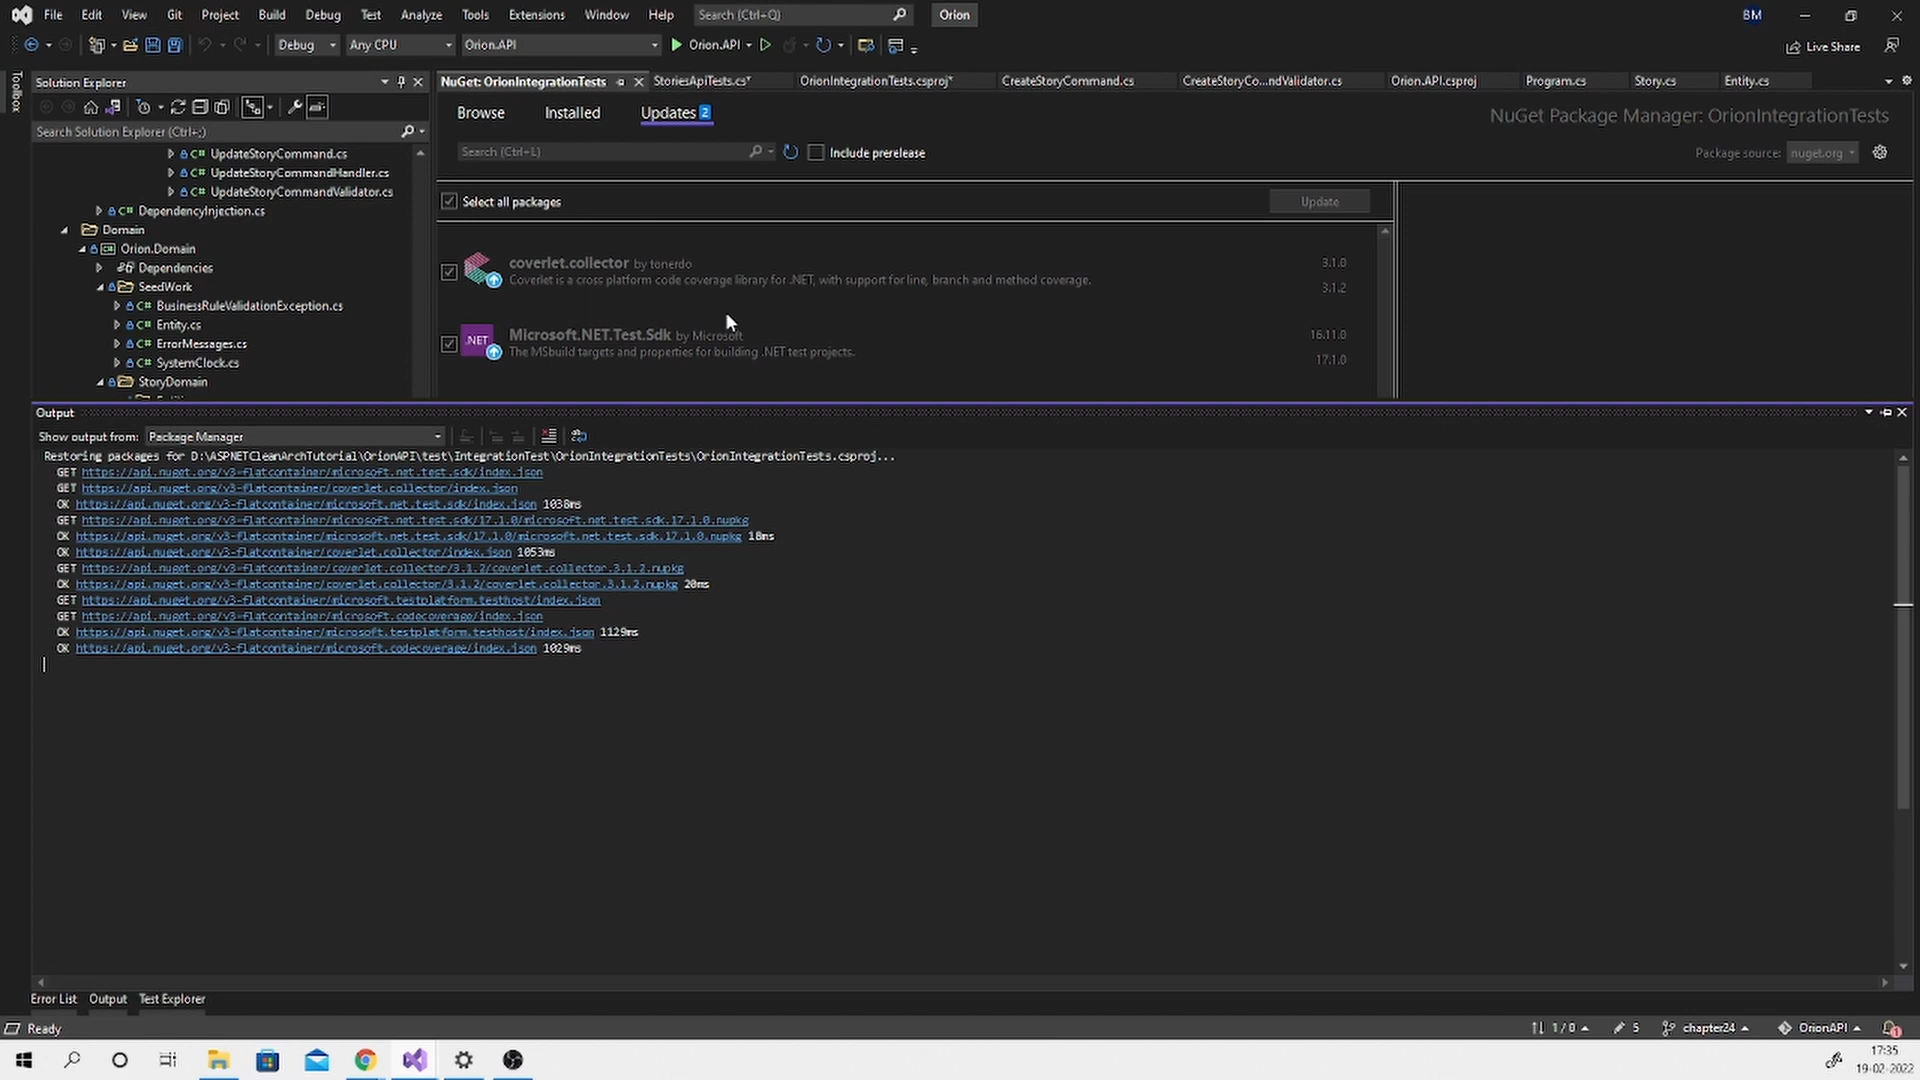 File Edit View Git Project Build Debug Test Analyze Tools Extensions Window Help Search (Ctrl+Q) Orion BM
Debug Any CPU Orion.API Orion.API Live Share
Toolbox
Solution Explorer
Search Solution Explorer (Ctrl+;)
C# UpdateStoryCommand.cs
C# UpdateStoryCommandHandler.cs
C# UpdateStoryCommandValidator.cs
C# DependencyInjection.cs
Domain
C# Orion.Domain
Dependencies
SeedWork
C# BusinessRuleValidationException.cs
C# Entity.cs
C# ErrorMessages.cs
C# SystemClock.cs
StoryDomain
NuGet: OrionIntegrationTests StoriesApiTests.cs* OrionIntegrationTests.csproj* CreateStoryCommand.cs CreateStoryCo...ndValidator.cs Orion.API.csproj Program.cs Story.cs Entity.cs
Browse Installed Updates 2
NuGet Package Manager: OrionIntegrationTests
Search (Ctrl+L) Include prerelease Package source: nuget.org
Select all packages Update
coverlet.collector by tonerdo 3.1.0
Coverlet is a cross platform code coverage library for .NET, with support for line, branch and method coverage. 3.1.2
.NET Microsoft.NET.Test.Sdk by Microsoft 16.11.0
The MSbuild targets and properties for building .NET test projects. 17.1.0
Output
Show output from: Package Manager
Restoring packages for D:\ASPNETCleanArchTutorial\OrionAPI\test\IntegrationTest\OrionIntegrationTests\OrionIntegrationTests.csproj...
GET https://api.nuget.org/v3-flatcontainer/microsoft.net.test.sdk/index.json
GET https://api.nuget.org/v3-flatcontainer/coverlet.collector/index.json
OK https://api.nuget.org/v3-flatcontainer/microsoft.net.test.sdk/index.json 1038ms
GET https://api.nuget.org/v3-flatcontainer/microsoft.net.test.sdk/17.1.0/microsoft.net.test.sdk.17.1.0.nupkg
OK https://api.nuget.org/v3-flatcontainer/microsoft.net.test.sdk/17.1.0/microsoft.net.test.sdk.17.1.0.nupkg 18ms
OK https://api.nuget.org/v3-flatcontainer/coverlet.collector/index.json 1053ms
GET https://api.nuget.org/v3-flatcontainer/coverlet.collector/3.1.2/coverlet.collector.3.1.2.nupkg
OK https://api.nuget.org/v3-flatcontainer/coverlet.collector/3.1.2/coverlet.collector.3.1.2.nupkg 20ms
GET https://api.nuget.org/v3-flatcontainer/microsoft.testplatform.testhost/index.json
GET https://api.nuget.org/v3-flatcontainer/microsoft.codecoverage/index.json
OK https://api.nuget.org/v3-flatcontainer/microsoft.testplatform.testhost/index.json 1129ms
OK https://api.nuget.org/v3-flatcontainer/microsoft.codecoverage/index.json 1029ms
Error List Output Test Explorer
Ready 1 / 0 5 chapter24 OrionAPI 1
17:35
19-02-2022